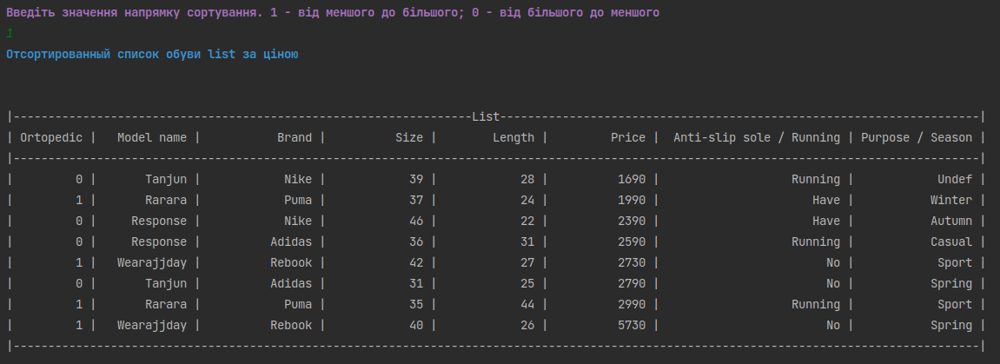 Введіть значення напрямку сортування. 1 - від меншого до більшого; 0 - від більшого до меншого
1
Отсортированный список обуви list за ціною
|------------------------------------------------------------------List---------------------------------------------------------------------|
| Ortopedic |   Model name |           Brand |          Size |        Length |         Price |  Anti-slip sole / Running | Purpose / Season |
|-------------------------------------------------------------------------------------------------------------------------------------------|
|         0 |       Tanjun |            Nike |            39 |            28 |          1690 |                   Running |            Undef |
|         1 |       Rarara |            Puma |            37 |            24 |          1990 |                      Have |           Winter |
|         0 |     Response |            Nike |            46 |            22 |          2390 |                      Have |           Autumn |
|         0 |     Response |          Adidas |            36 |            31 |          2590 |                   Running |           Casual |
|         1 |   Wearajjday |          Rebook |            42 |            27 |          2730 |                        No |            Sport |
|         0 |       Tanjun |          Adidas |            31 |            25 |          2790 |                        No |           Spring |
|         1 |       Rarara |            Puma |            35 |            44 |          2990 |                   Running |            Sport |
|         1 |   Wearajjday |          Rebook |            40 |            26 |          5730 |                        No |           Spring |
|-------------------------------------------------------------------------------------------------------------------------------------------|